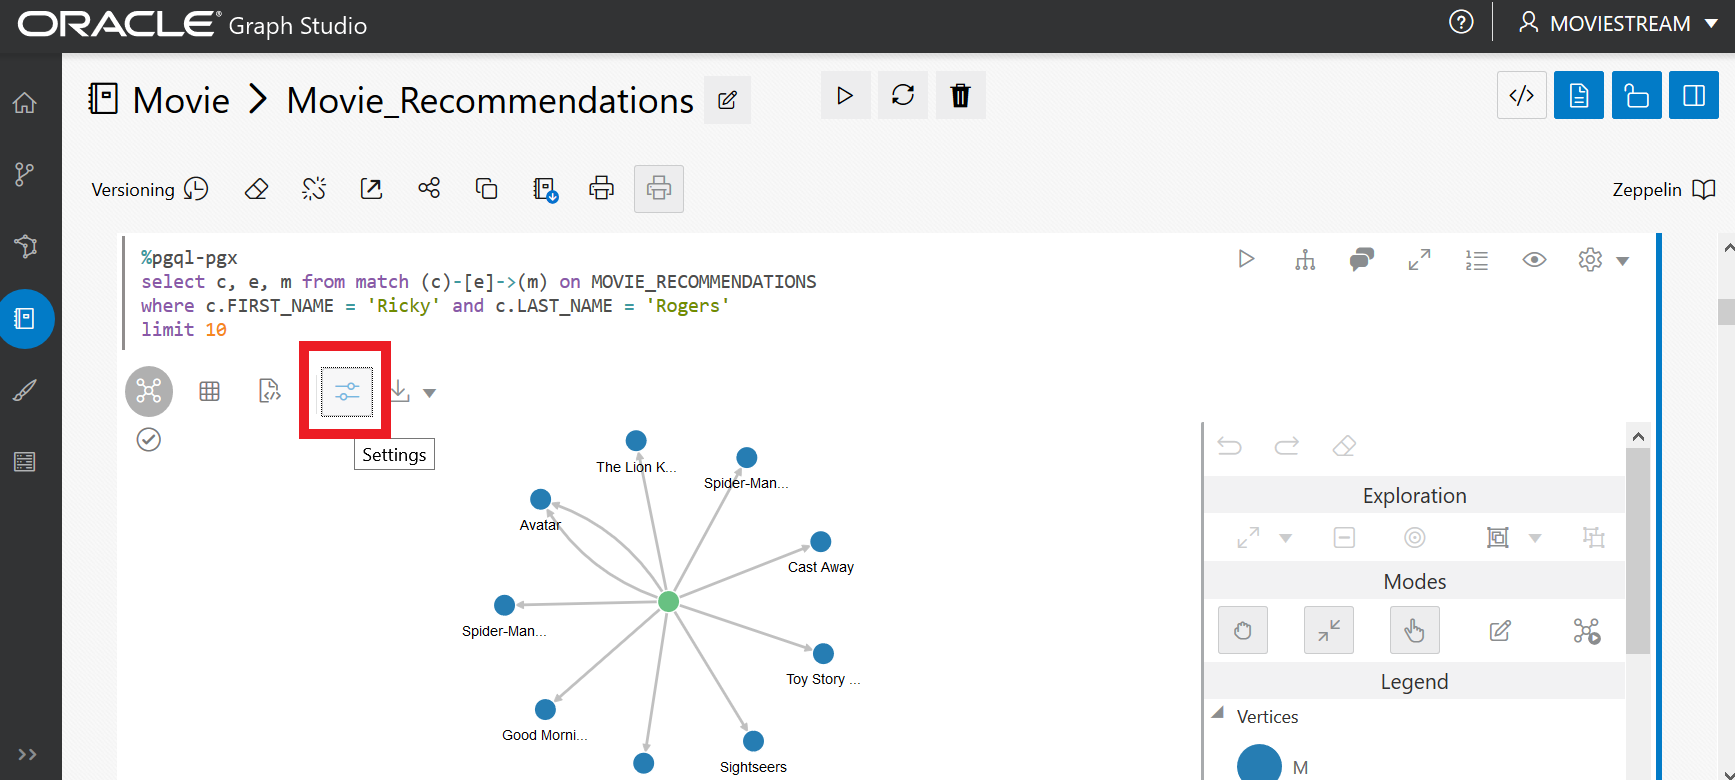 ORACLE® Graph Studio
MOVIESTREAM
Movie > Movie_Recommendations
Versioning
Zeppelin
%pgql-pgx
select c, e, m from match (c)-[e]->(m) on MOVIE_RECOMMENDATIONS
where c.FIRST_NAME = 'Ricky' and c.LAST_NAME = 'Rogers'
limit 10
Settings
The Lion K...
Spider-Man...
Avatar
Cast Away
Spider-Man...
Toy Story ...
Good Morni...
Sightseers
Exploration
Modes
Legend
Vertices
M